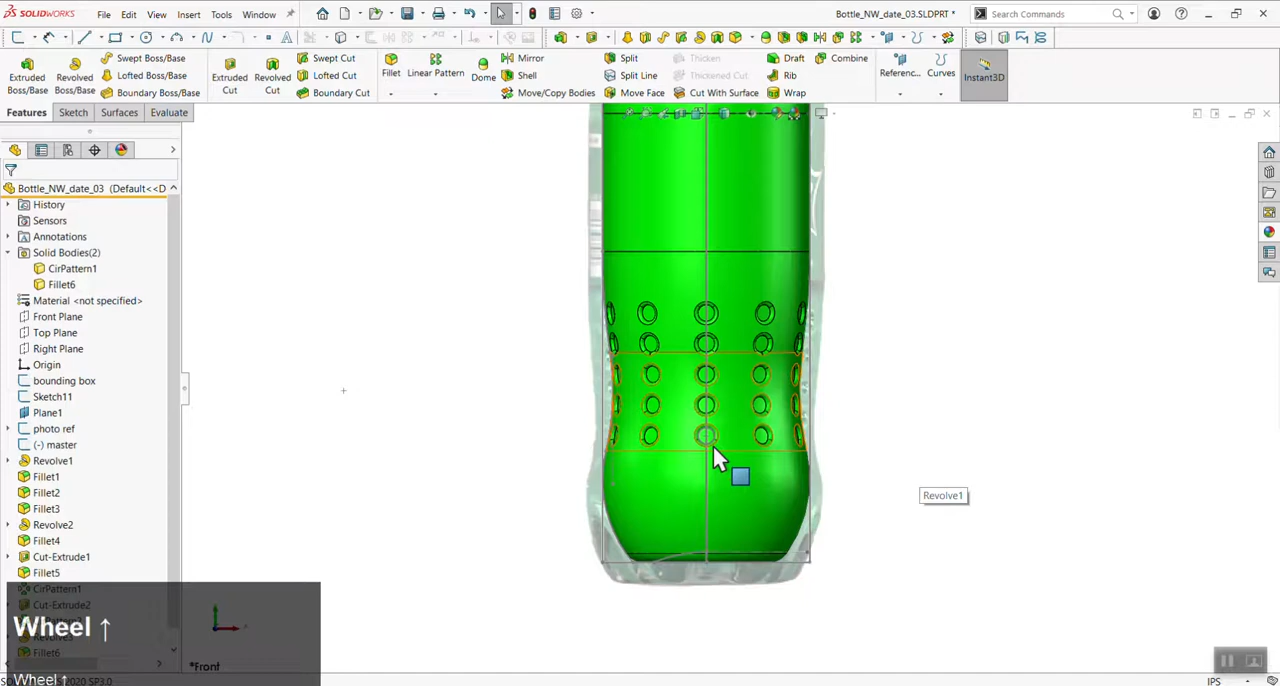 SOLIDWORKS File Edit View Insert Tools Window Bottle_NW_date_03.SLDPRT * Search Commands
Extruded Boss/Base
Revolved Boss/Base
Swept Boss/Base
Lofted Boss/Base
Boundary Boss/Base
Extruded Cut
Revolved Cut
Swept Cut
Lofted Cut
Boundary Cut
Fillet
Linear Pattern
Dome
Mirror
Shell
Move/Copy Bodies
Split
Split Line
Move Face
Thicken
Thickened Cut
Cut With Surface
Draft
Rib
Wrap
Combine
Referenc...
Curves
Instant3D
Features Sketch Surfaces Evaluate
Bottle_NW_date_03 (Default<<D
History
Sensors
Annotations
Solid Bodies(2)
CirPattern1
Fillet6
Material <not specified>
Front Plane
Top Plane
Right Plane
Origin
bounding box
Sketch11
Plane1
photo ref
(-) master
Revolve1
Fillet1
Fillet2
Fillet3
Revolve2
Fillet4
Cut-Extrude1
Fillet5
CirPattern1
Cut-Extrude2
Revolve3
Fillet6
Wheel ↑
Wheel ↑
*Front
Revolve1
IPS